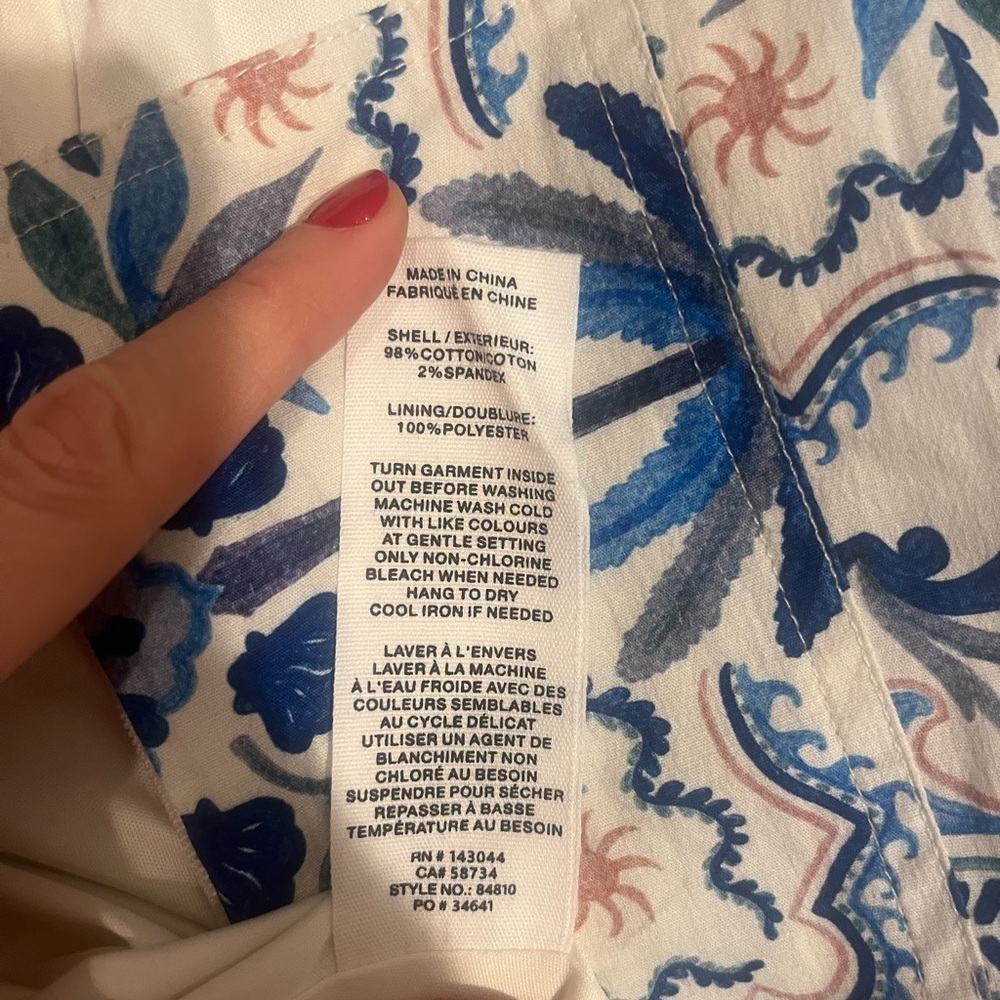 MADE IN CHINA
FABRIQUÉ EN CHINE
SHELL / EXTERIEUR:
98%COTTON/COTON
2%SPANDEX
LINING/DOUBLURE:
100%POLYESTER
TURN GARMENT INSIDE
OUT BEFORE WASHING
MACHINE WASH COLD
WITH LIKE COLOURS
AT GENTLE SETTING
ONLY NON-CHLORINE
BLEACH WHEN NEEDED
HANG TO DRY
COOL IRON IF NEEDED
LAVER À L'ENVERS
LAVER À LA MACHINE
À L'EAU FROIDE AVEC DES
COULEURS SEMBLABLES
AU CYCLE DÉLICAT
UTILISER UN AGENT DE
BLANCHIMENT NON
CHLORÉ AU BESOIN
SUSPENDRE POUR SÉCHER
REPASSER À BASSE
TEMPÉRATURE AU BESOIN
RN # 143044
CA# 58734
STYLE NO.: 84810
PO # 34641